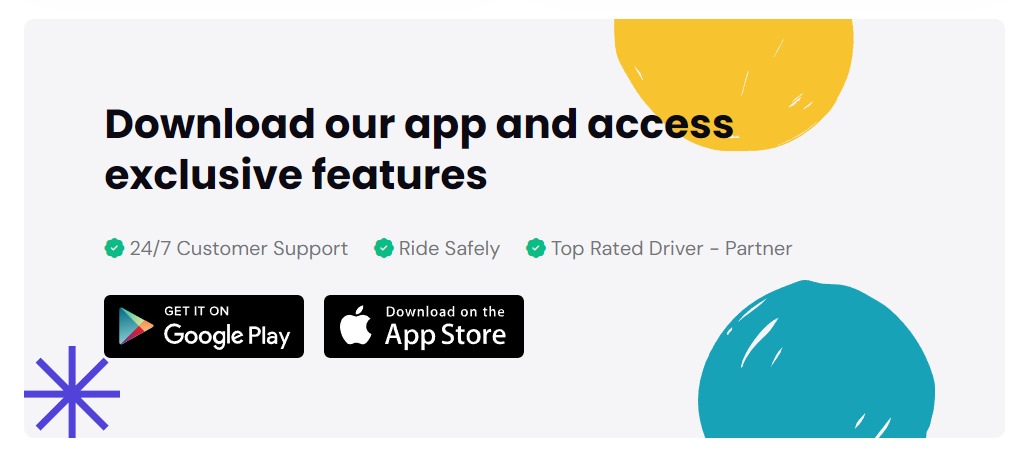 Download our app and access
exclusive features
24/7 Customer Support Ride Safely Top Rated Driver - Partner
GET IT ON Download on the
Google Play App Store